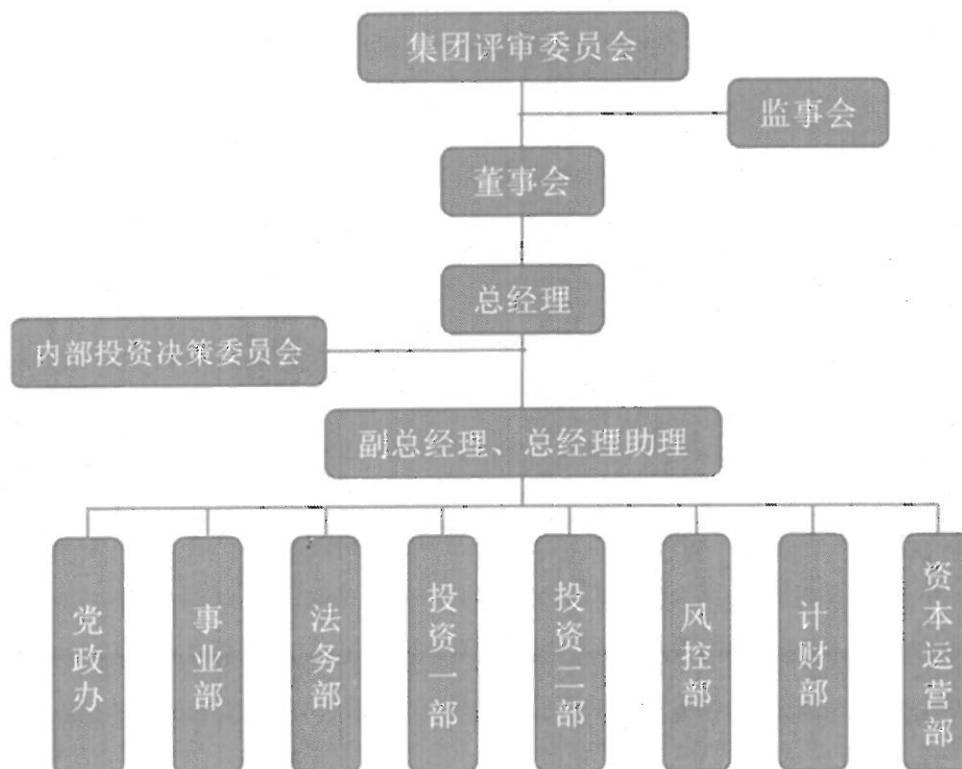 集团评审委员会
监事会
董事会
总经理
内部投资决策委员会
副总经理、总经理助理
党政办
事业部
法务部
投资一部
投资二部
风控部
计财部
资本运营部